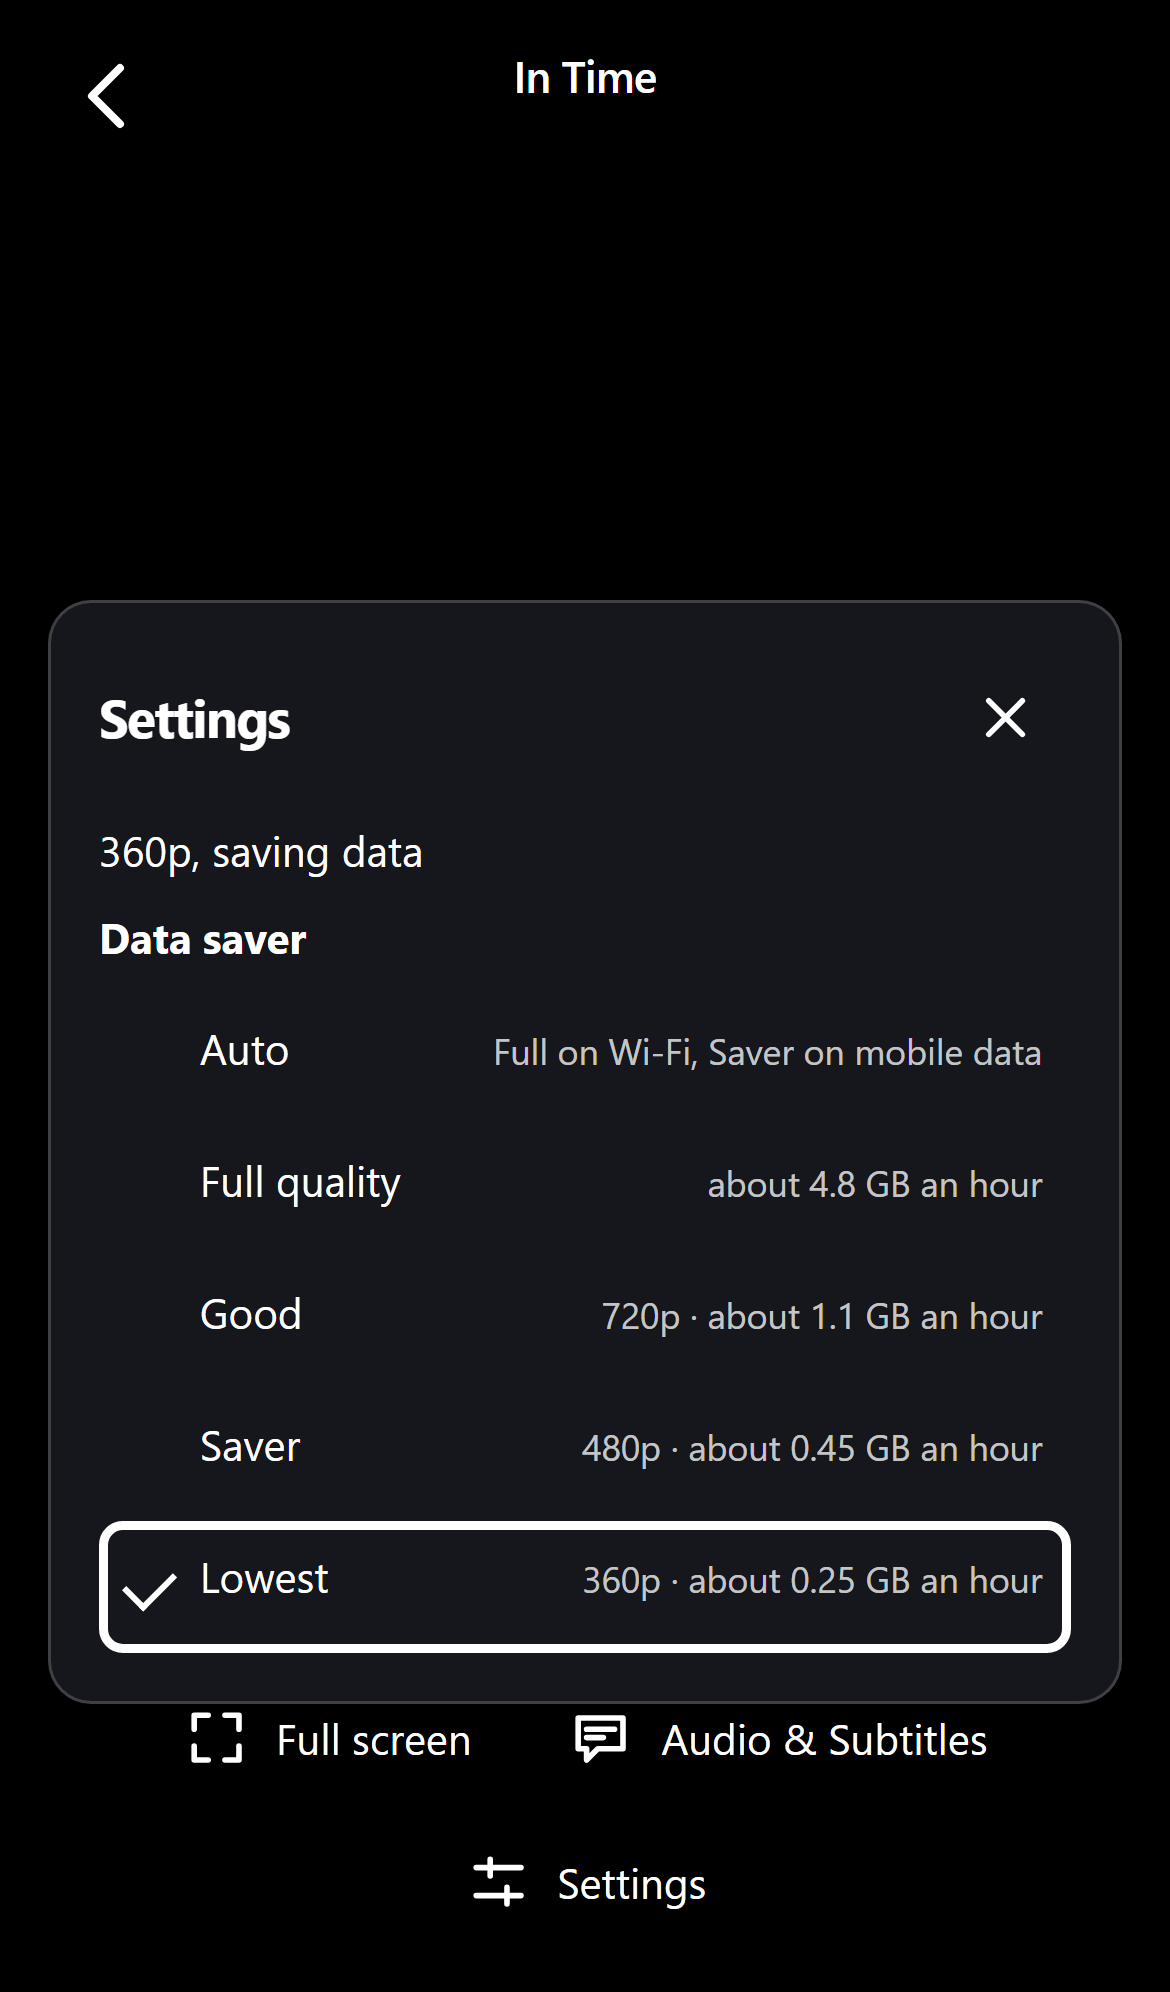 In Time
Settings
360p, saving data
Data saver
Auto Full on Wi-Fi, Saver on mobile data
Full quality about 4.8 GB an hour
Good 720p · about 1.1 GB an hour
Saver 480p · about 0.45 GB an hour
Lowest 360p · about 0.25 GB an hour
Full screen Audio & Subtitles
Settings